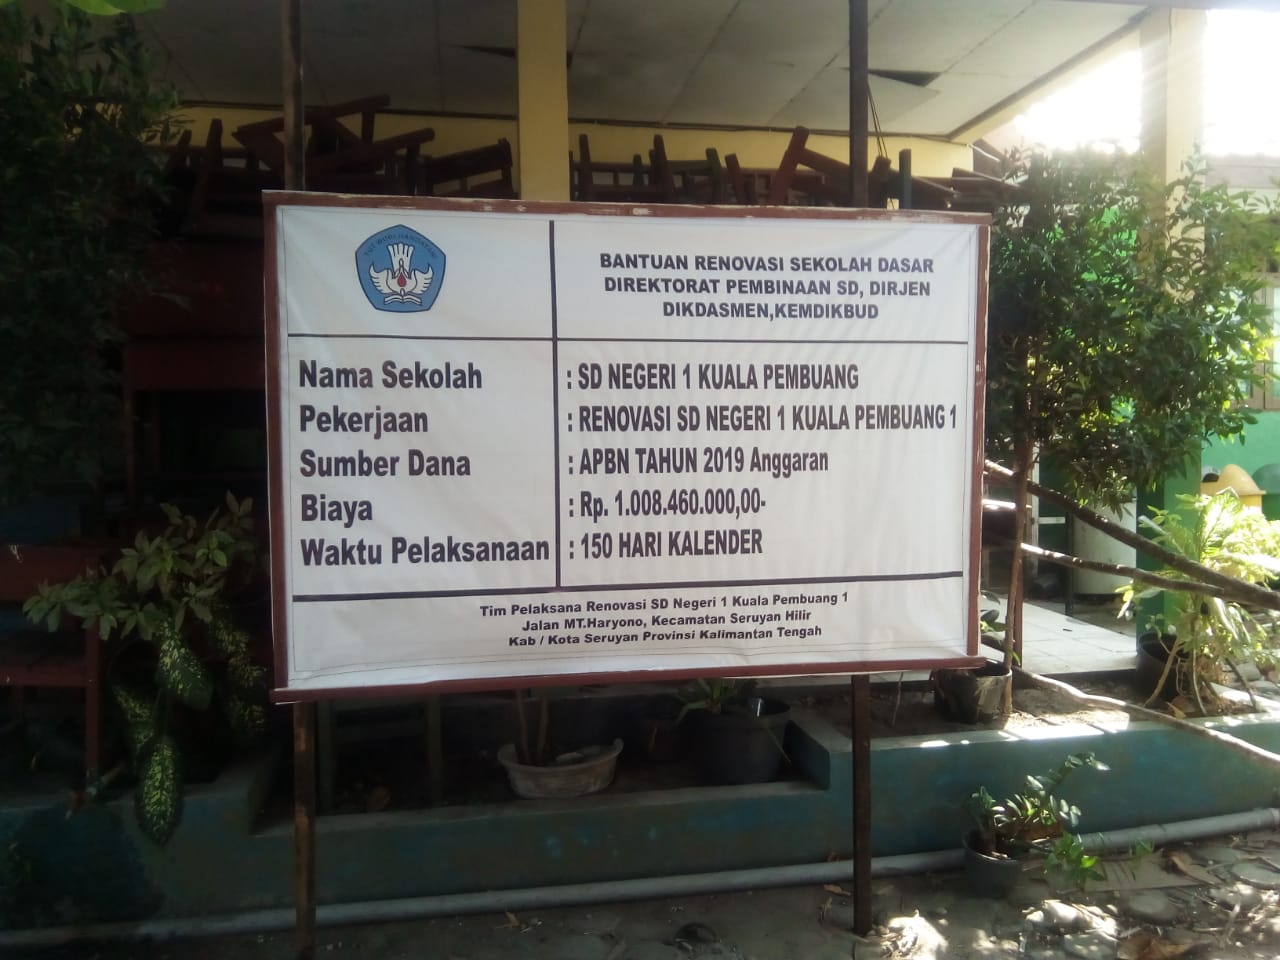 TUT WURI HANDAYANI
BANTUAN RENOVASI SEKOLAH DASAR
DIREKTORAT PEMBINAAN SD, DIRJEN
DIKDASMEN,KEMDIKBUD
Nama Sekolah : SD NEGERI 1 KUALA PEMBUANG
Pekerjaan : RENOVASI SD NEGERI 1 KUALA PEMBUANG 1
Sumber Dana : APBN TAHUN 2019 Anggaran
Biaya : Rp. 1.008.460.000,00-
Waktu Pelaksanaan : 150 HARI KALENDER
Tim Pelaksana Renovasi SD Negeri 1 Kuala Pembuang 1
Jalan MT.Haryono, Kecamatan Seruyan Hilir
Kab / Kota Seruyan Provinsi Kalimantan Tengah